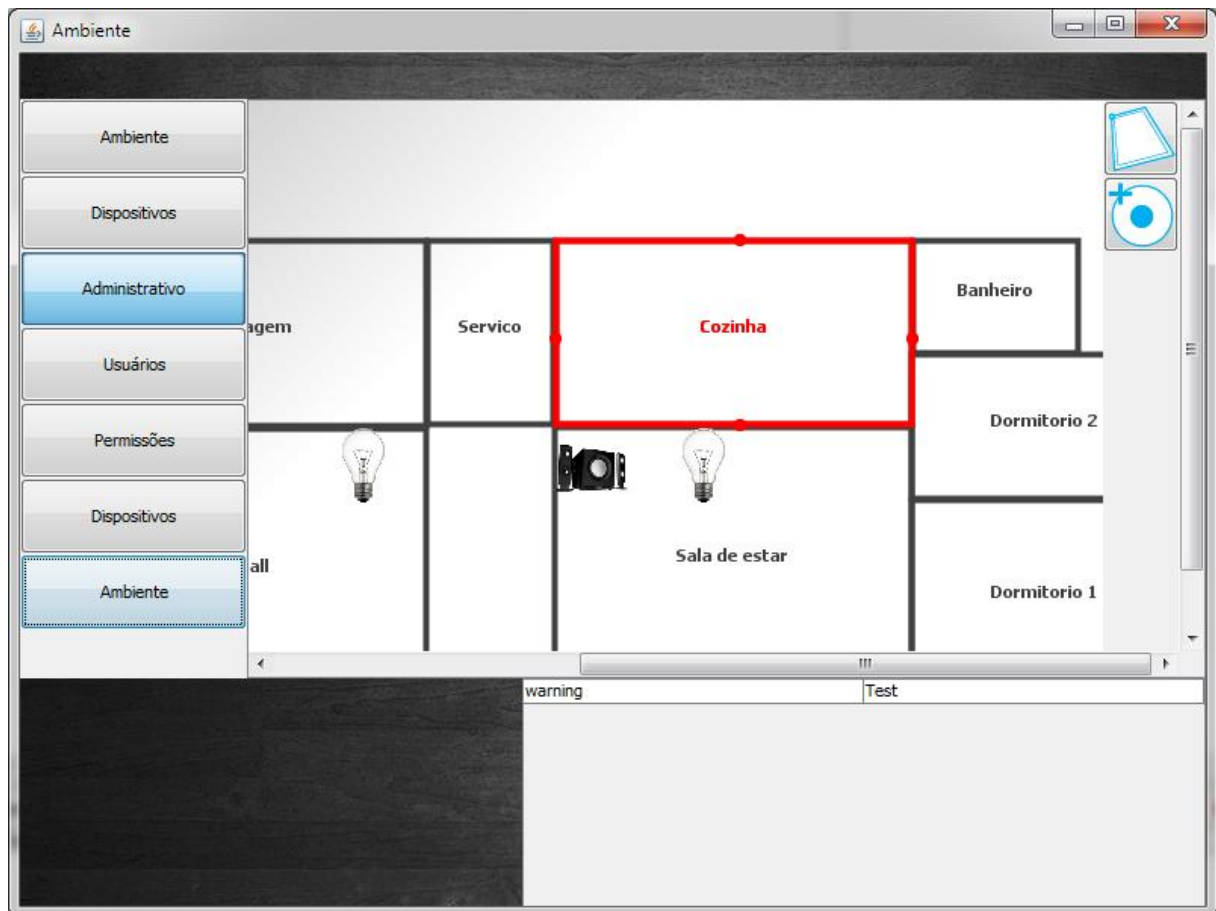 Ambiente
Ambiente
Dispositivos
Administrativo
Usuários
Permissões
Dispositivos
Ambiente
agem
Servico
Cozinha
Banheiro
Dormitorio 2
all
Sala de estar
Dormitorio 1
warning
Test